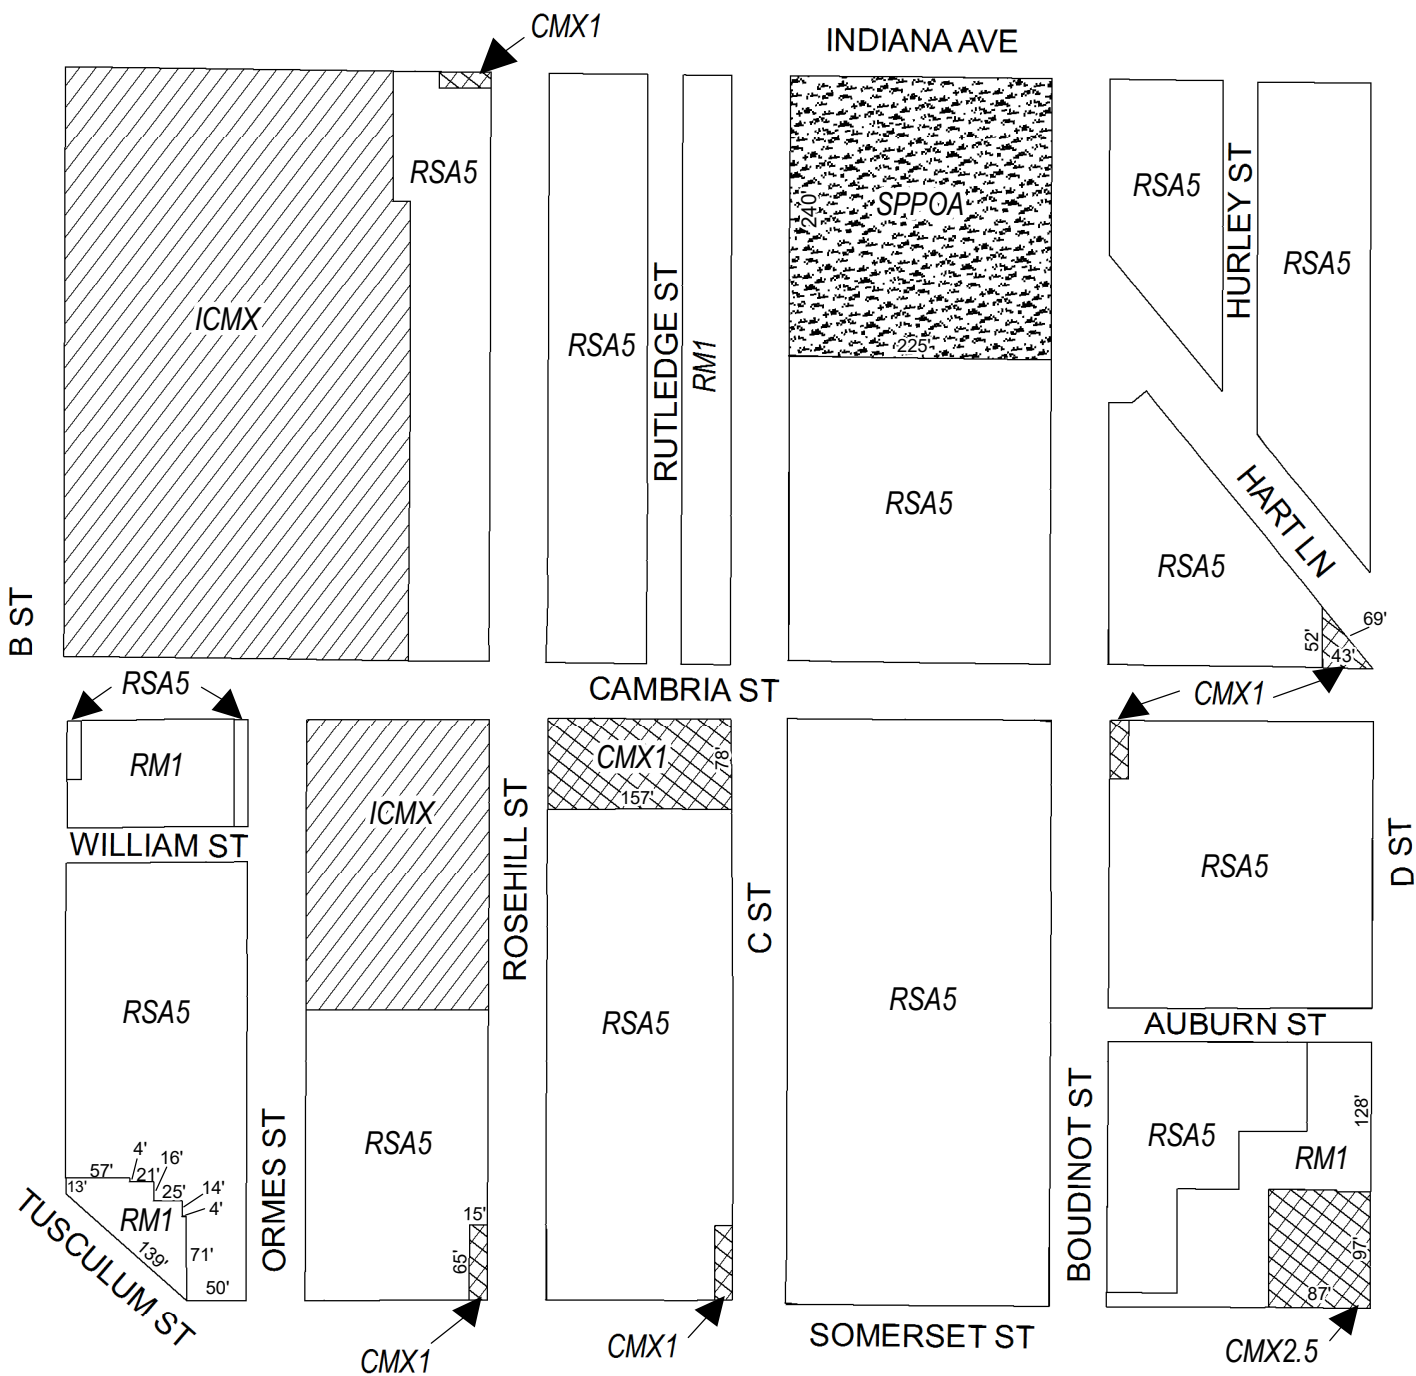 CMX1
INDIANA AVE
RSA5
RSA5
HURLEY ST
SPPOA
240'
RSA5
ICMX
RSA5
RUTLEDGE ST
RM1
225'
RSA5
HART LN
RSA5
B ST
52'
69'
43'
RSA5
CAMBRIA ST
CMX1
RM1
CMX1
78'
157'
ICMX
WILLIAM ST
ROSEHILL ST
C ST
RSA5
D ST
RSA5
RSA5
RSA5
AUBURN ST
ORMES ST
RSA5
BOUDINOT ST
RSA5
128'
RM1
57'
4'
21'
16'
25'
14'
4'
13'
RM1
139'
71'
50'
TUSCULUM ST
15'
65'
97'
87'
CMX1
CMX1
SOMERSET ST
CMX2.5